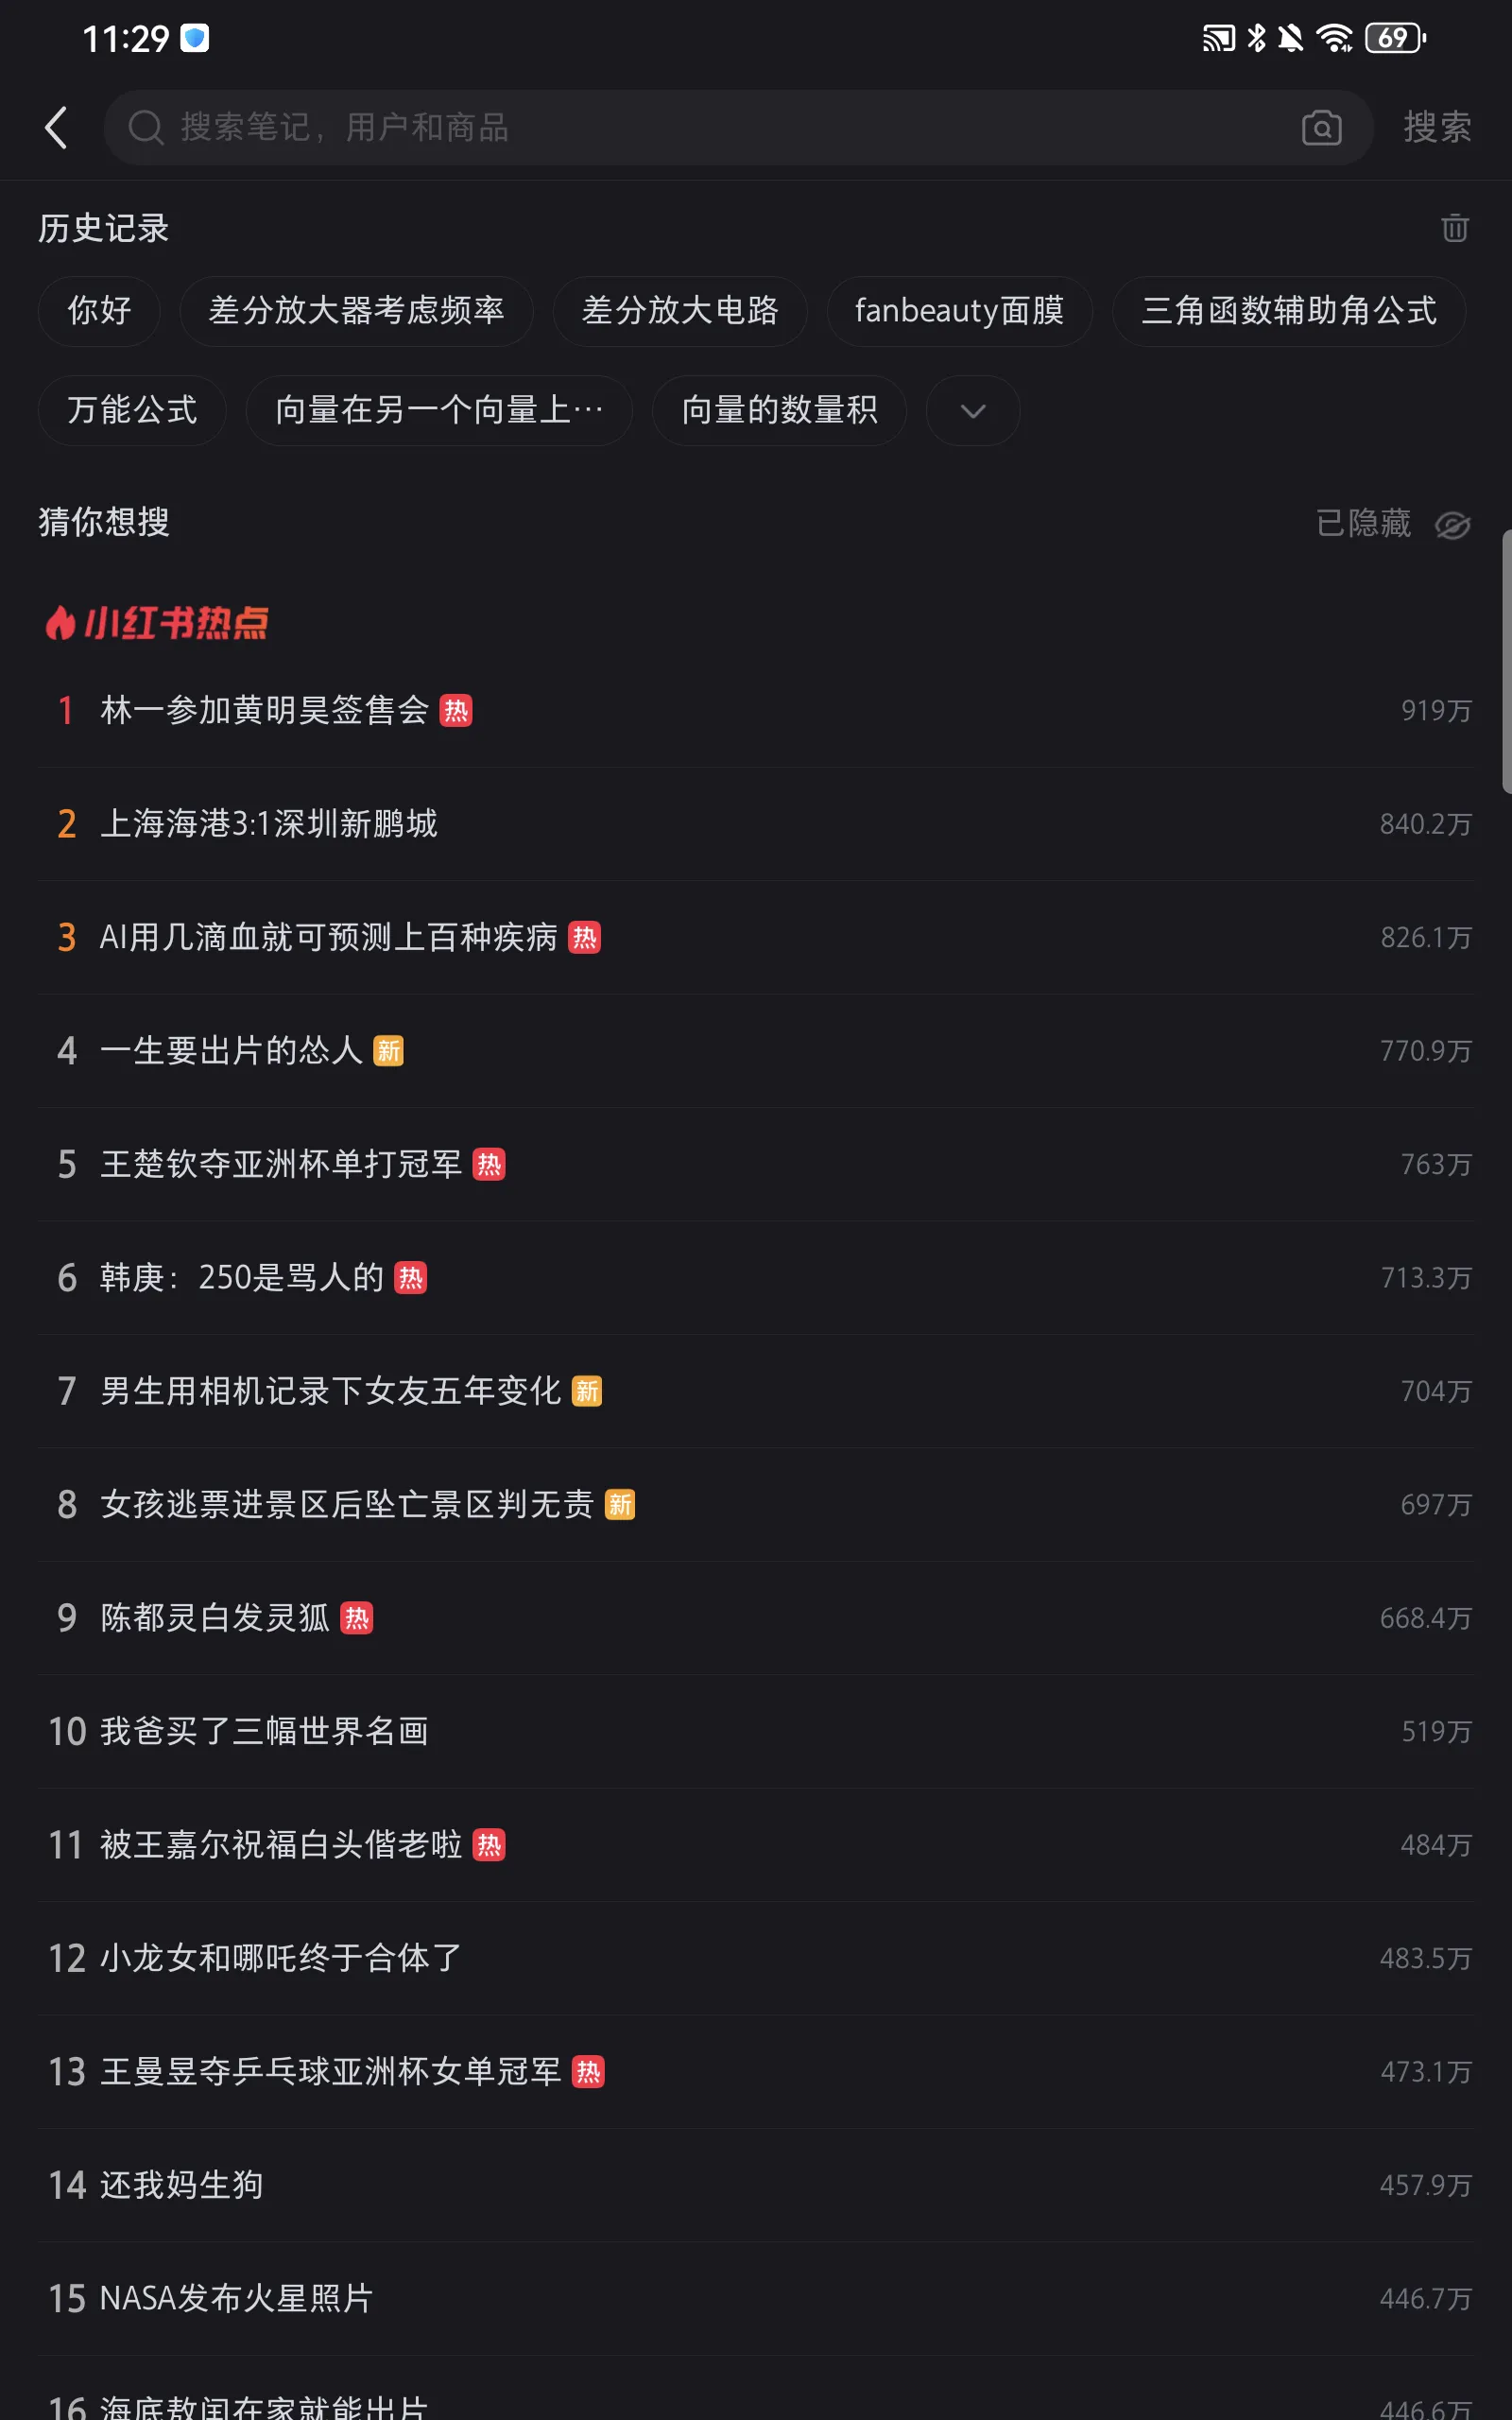 11:29 69
搜索笔记，用户和商品 搜索
历史记录
你好 差分放大器考虑频率 差分放大电路 fanbeauty面膜 三角函数辅助角公式
万能公式 向量在另一个向量上… 向量的数量积
猜你想搜 已隐藏
小红书热点
1 林一参加黄明昊签售会 热 919万
2 上海海港3:1深圳新鹏城 840.2万
3 AI用几滴血就可预测上百种疾病 热 826.1万
4 一生要出片的怂人 新 770.9万
5 王楚钦夺亚洲杯单打冠军 热 763万
6 韩庚：250是骂人的 热 713.3万
7 男生用相机记录下女友五年变化 新 704万
8 女孩逃票进景区后坠亡景区判无责 新 697万
9 陈都灵白发灵狐 热 668.4万
10 我爸买了三幅世界名画 519万
11 被王嘉尔祝福白头偕老啦 热 484万
12 小龙女和哪吒终于合体了 483.5万
13 王曼昱夺乒乓球亚洲杯女单冠军 热 473.1万
14 还我妈生狗 457.9万
15 NASA发布火星照片 446.7万
16 海底敖闰在家就能出片 446.6万